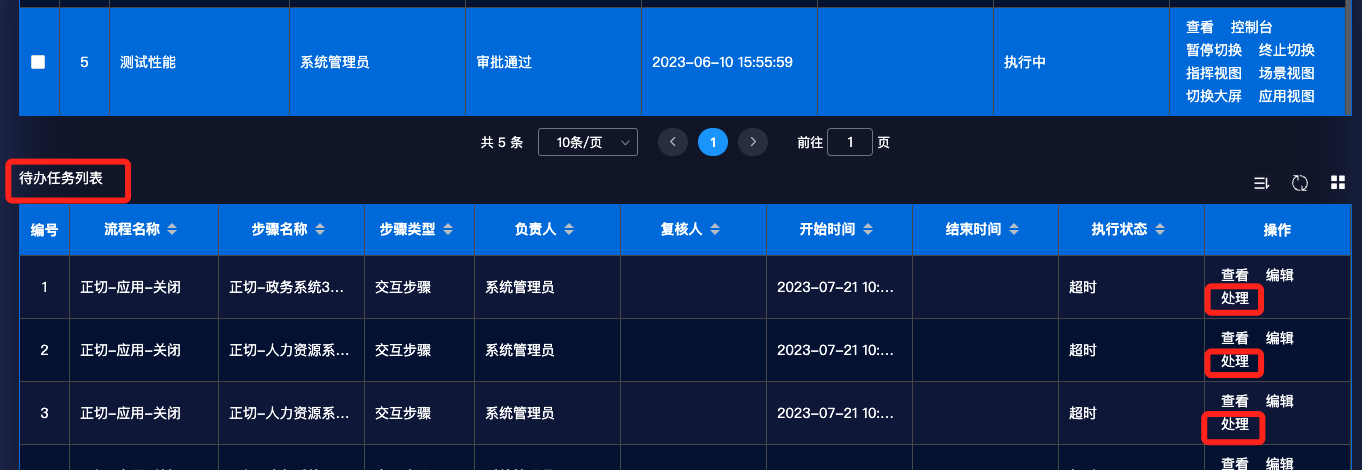 查看 控制台
5 测试性能 系统管理员 审批通过 2023-06-10 15:55:59 执行中 暂停切换 终止切换
指挥视图 场景视图
切换大屏 应用视图
共 5 条 10条/页 1 前往 1 页
待办任务列表
编号 流程名称 步骤名称 步骤类型 负责人 复核人 开始时间 结束时间 执行状态 操作
1 正切-应用-关闭 正切-政务系统3... 交互步骤 系统管理员 2023-07-21 10:... 超时 查看 编辑
处理
2 正切-应用-关闭 正切-人力资源系... 交互步骤 系统管理员 2023-07-21 10:... 超时 查看 编辑
处理
3 正切-应用-关闭 正切-人力资源系... 交互步骤 系统管理员 2023-07-21 10:... 超时 查看 编辑
处理
查看 编辑